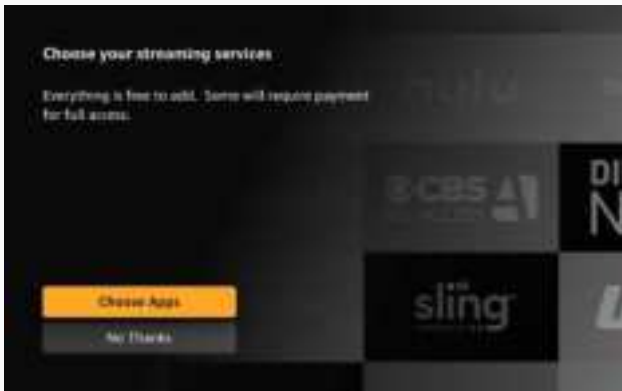 Choose your streaming services
Everything is free to add. Some will require payment
for full access.
hulu
CBS
DI
N
sling
Choose Apps
No Thanks